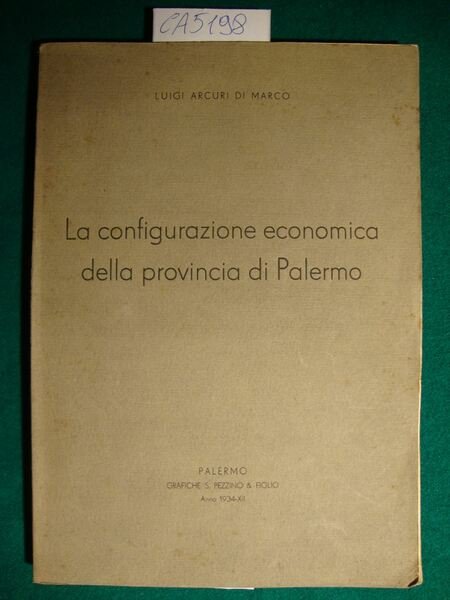 CA5198
LUIGI ARCURI DI MARCO
La configurazione economica
della provincia di Palermo
PALERMO
GRAFICHE S. PEZZINO & FIGLIO
Anno 1934-XII